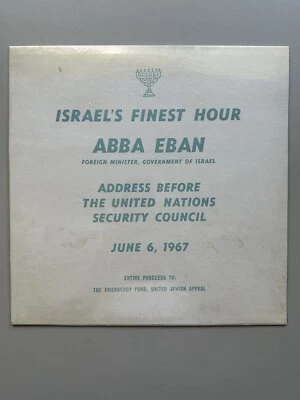 ISRAEL'S FINEST HOUR
ABBA EBAN
FOREIGN MINISTER, GOVERNMENT OF ISRAEL
ADDRESS BEFORE
THE UNITED NATIONS
SECURITY COUNCIL
JUNE 6, 1967
ENTIRE PROCEEDS TO:
THE EMERGENCY FUND, UNITED JEWISH APPEAL